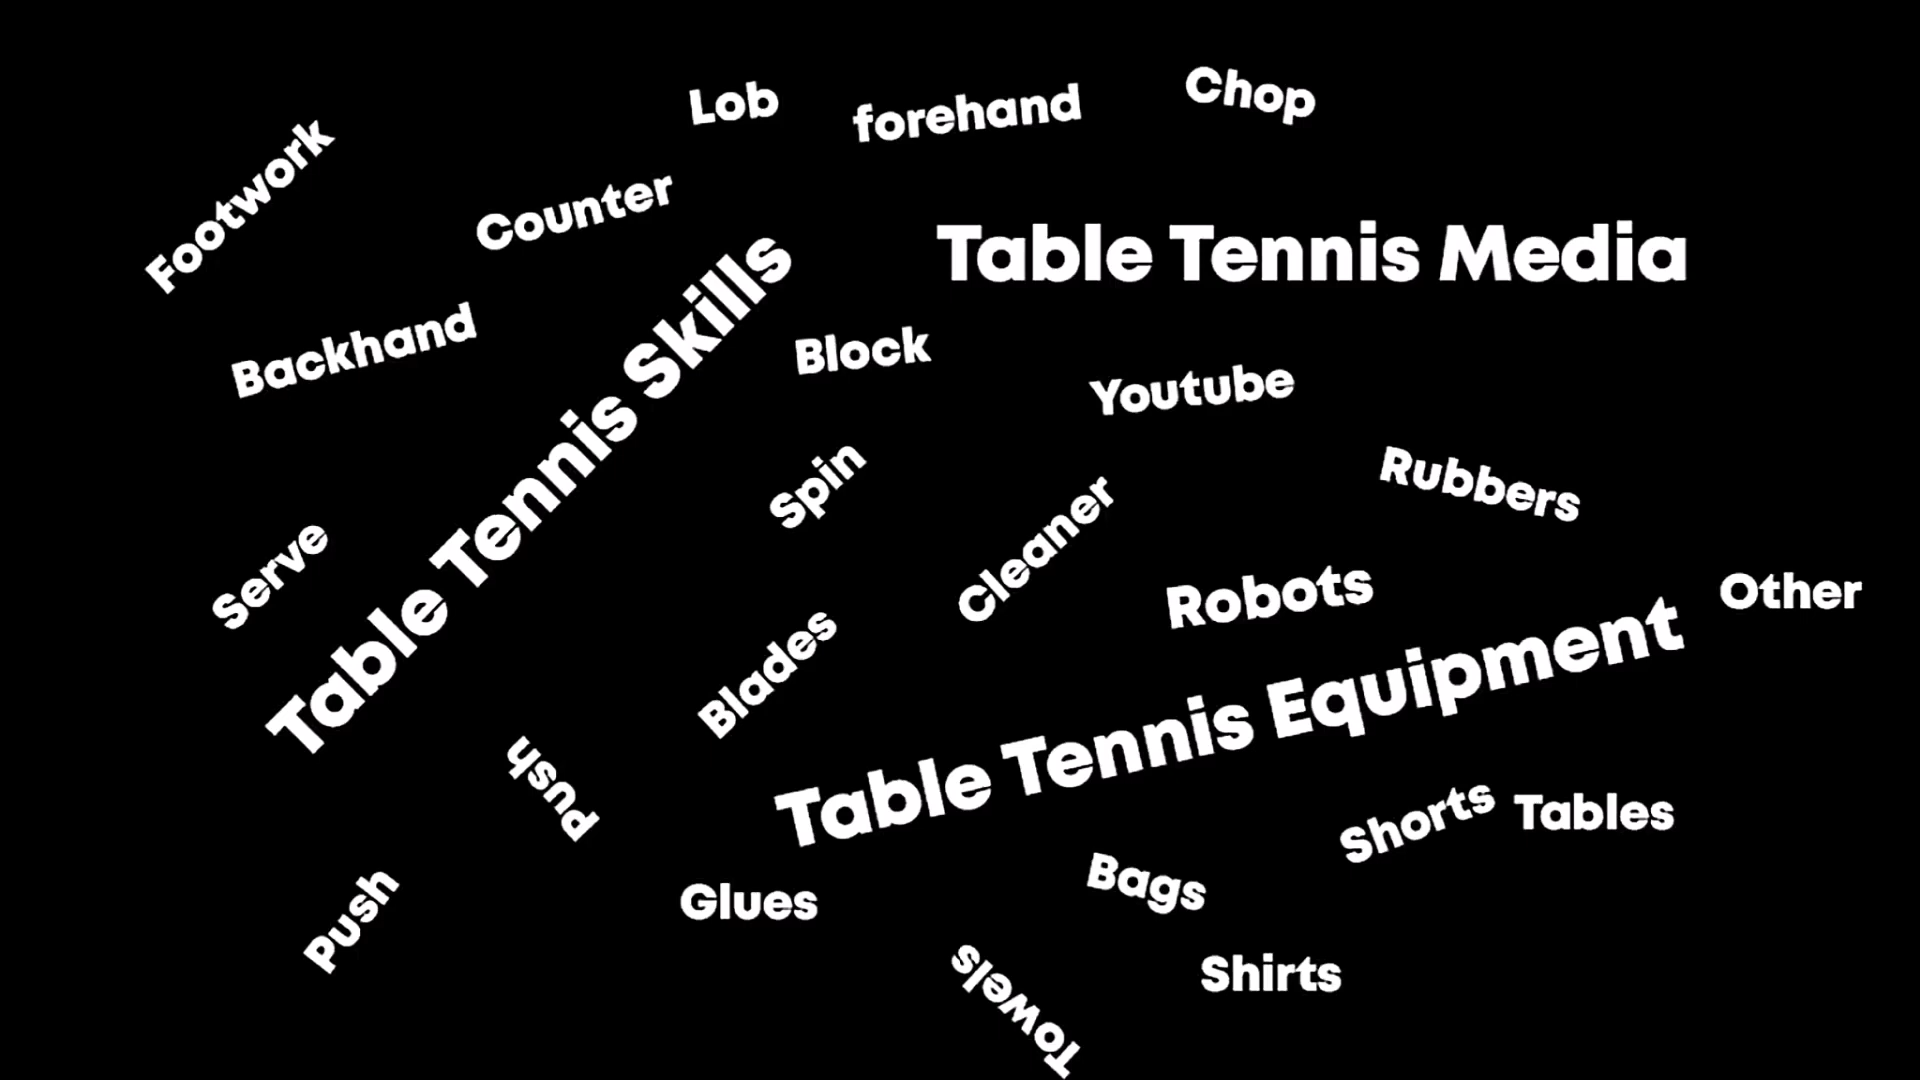 Lob
forehand
Chop
Footwork
Counter
Table Tennis Media
Table Tennis Skills
Backhand
Block
Youtube
Spin
Rubbers
Cleaner
Serve
Robots
Other
Blades
Table Tennis Equipment
Push
Shorts
Tables
Bags
Glues
Push
Shirts
Towels